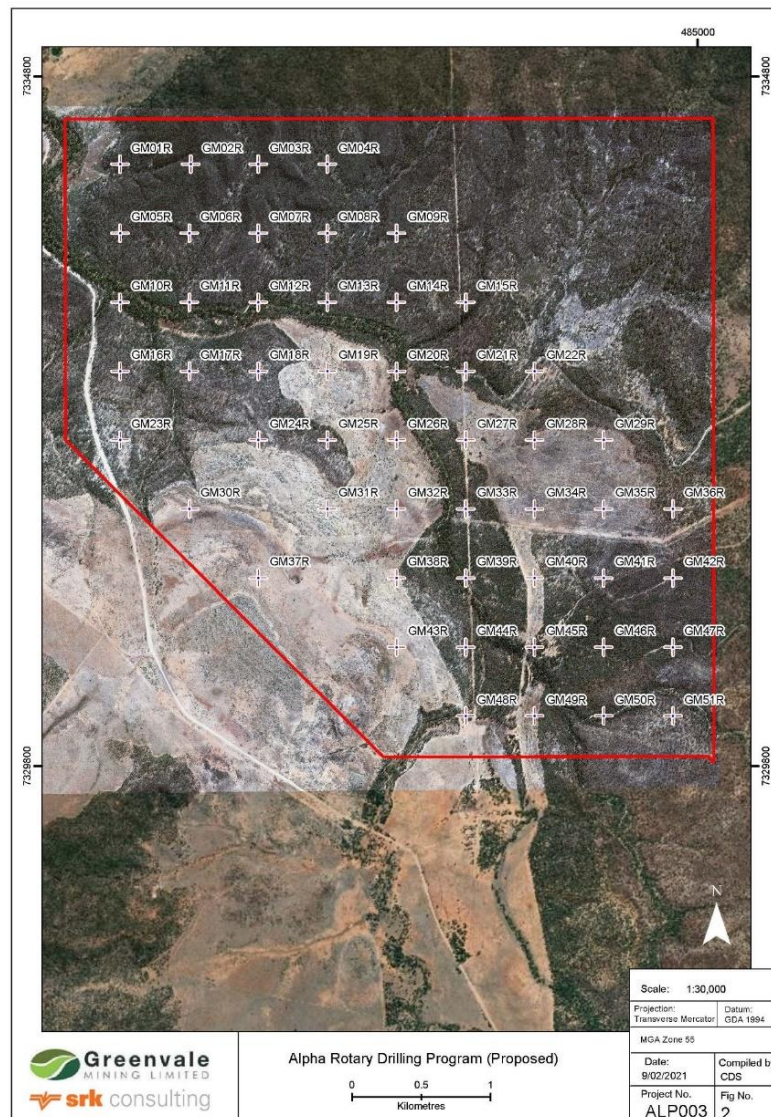 485000
7334800
7334800
GM01R GM02R GM03R GM04R
GM05R GM06R GM07R GM08R GM09R
GM10R GM11R GM12R GM13R GM14R GM15R
GM16R GM17R GM18R GM19R GM20R GM21R GM22R
GM23R GM24R GM25R GM26R GM27R GM28R GM29R
GM30R GM31R GM32R GM33R GM34R GM35R GM36R
GM37R GM38R GM39R GM40R GM41R GM42R
GM43R GM44R GM45R GM46R GM47R
GM48R GM49R GM50R GM51R
7329800
7329800
N
Greenvale
MINING LIMITED
srk consulting
Alpha Rotary Drilling Program (Proposed)
0 0.5 1
Kilometres
Scale: 1:30,000
Projection: Datum:
Transverse Mercator GDA 1994
MGA Zone 55
Date: Compiled by
9/02/2021 CDS
Project No. Fig No.
ALP003 2